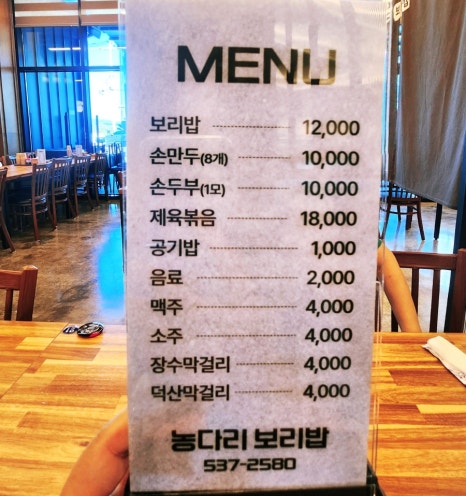 MENU
보리밥 12,000
손만두(8개) 10,000
손두부(1모) 10,000
제육볶음 18,000
공기밥 1,000
음료 2,000
맥주 4,000
소주 4,000
장수막걸리 4,000
덕산막걸리 4,000
농다리 보리밥
537-2580